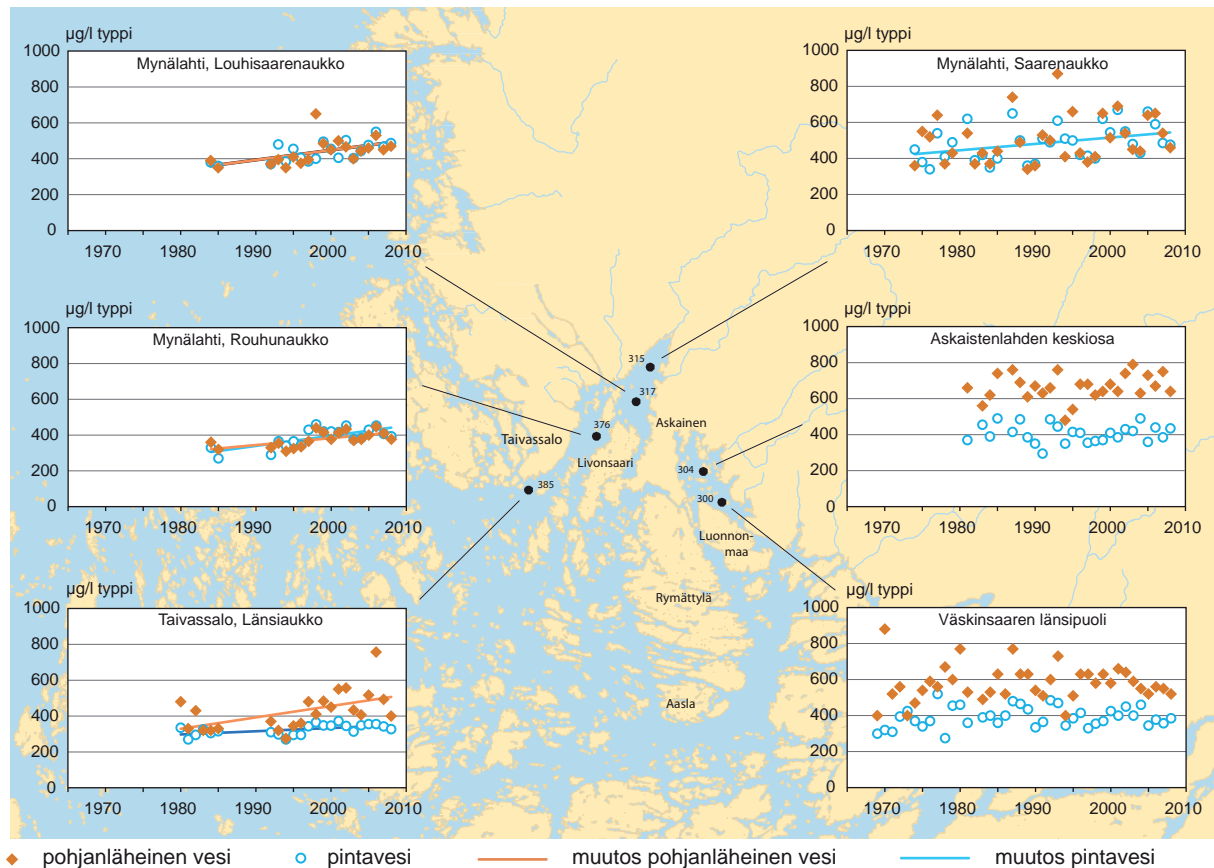 µg/l typpi
1000
800
600
400
200
0
Mynälahti, Louhisaarenaukko
1970 1980 1990 2000 2010
µg/l typpi
1000
800
600
400
200
0
Mynälahti, Saarenaukko
1970 1980 1990 2000 2010
µg/l typpi
1000
800
600
400
200
0
Mynälahti, Rouhunaukko
1970 1980 1990 2000 2010
315
317
376
Askainen
Taivassalo
Livonsaari
385
304
300
Luonnon-
maa
Rymättylä
Aasla
µg/l typpi
1000
800
600
400
200
0
Askaistenlahden keskiosa
1970 1980 1990 2000 2010
µg/l typpi
1000
800
600
400
200
0
Taivassalo, Länsiaukko
1970 1980 1990 2000 2010
µg/l typpi
1000
800
600
400
200
0
Väskinsaaren länsipuoli
1970 1980 1990 2000 2010
pohjanläheinen vesi pintavesi muutos pohjanläheinen vesi muutos pintavesi